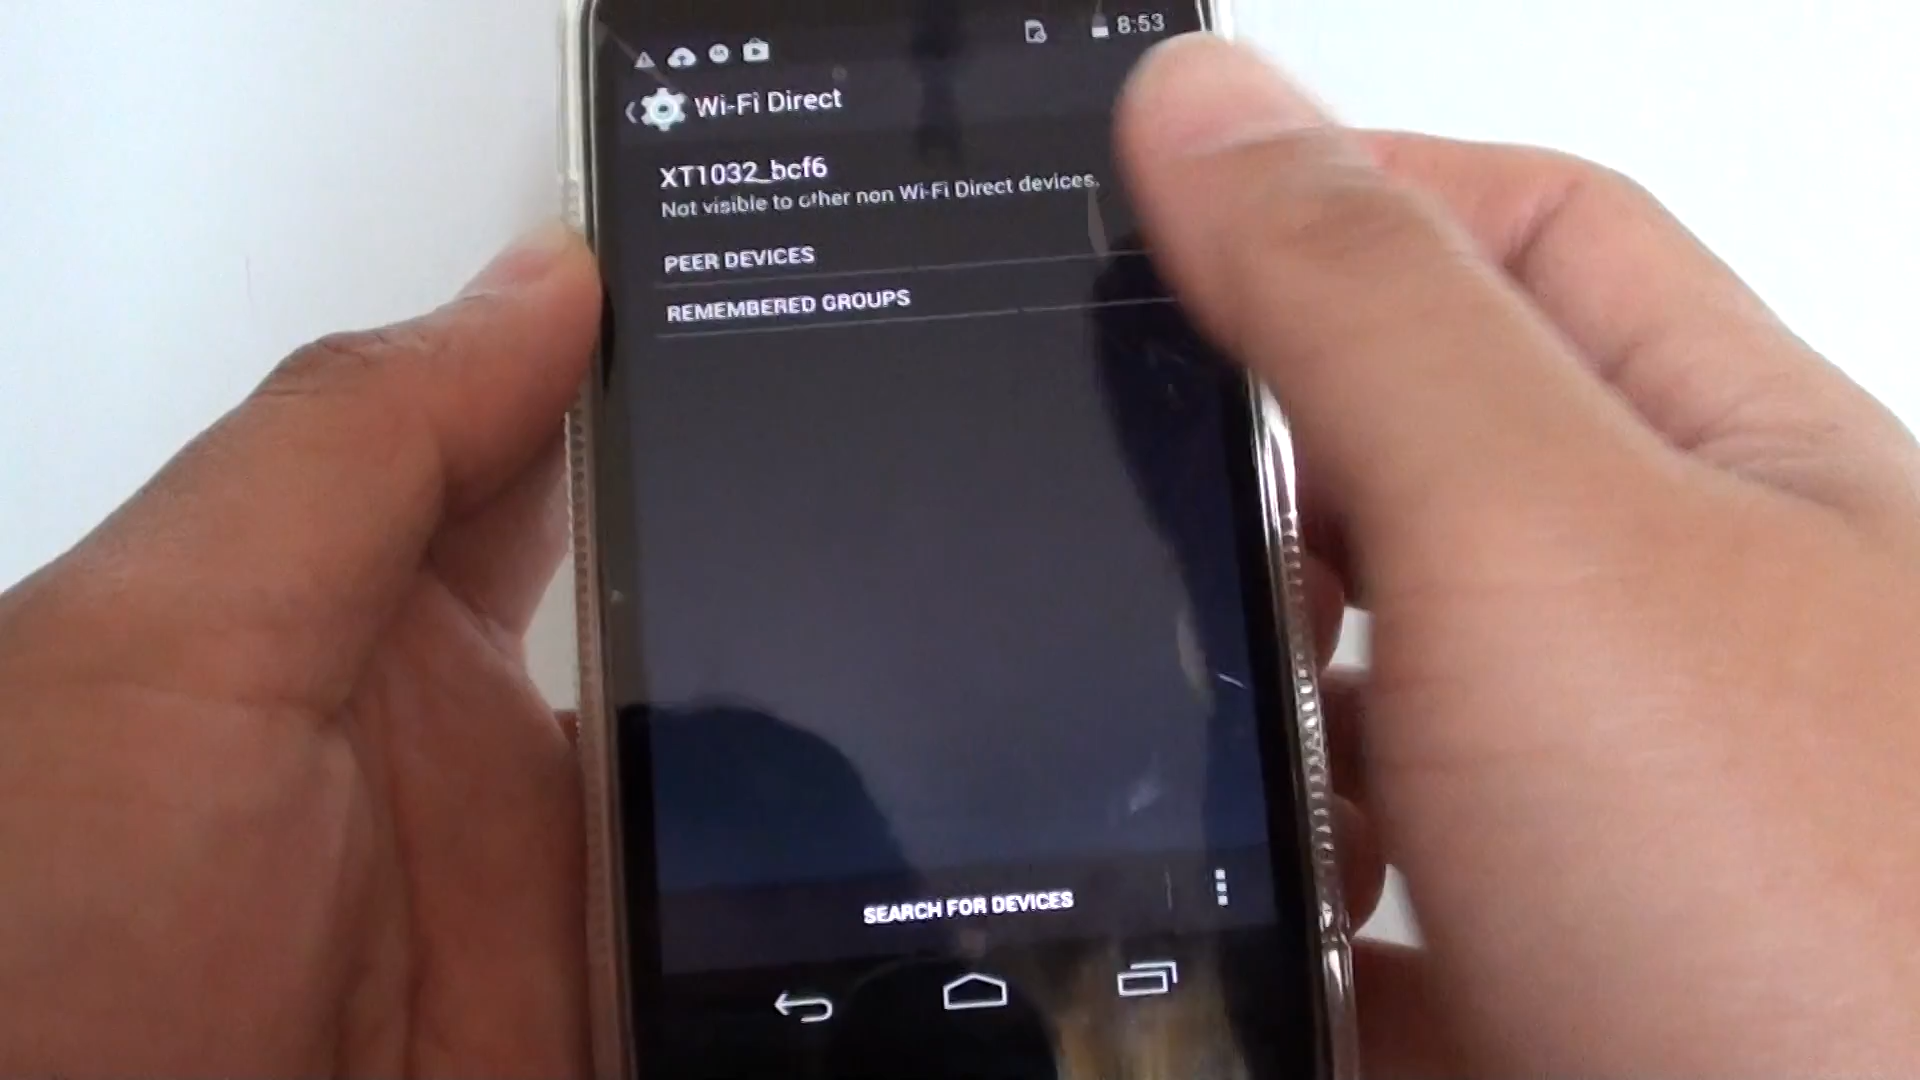 8:53
Wi-Fi Direct
XT1032_bcf6
Not visible to other non Wi-Fi Direct devices.
PEER DEVICES
REMEMBERED GROUPS
SEARCH FOR DEVICES